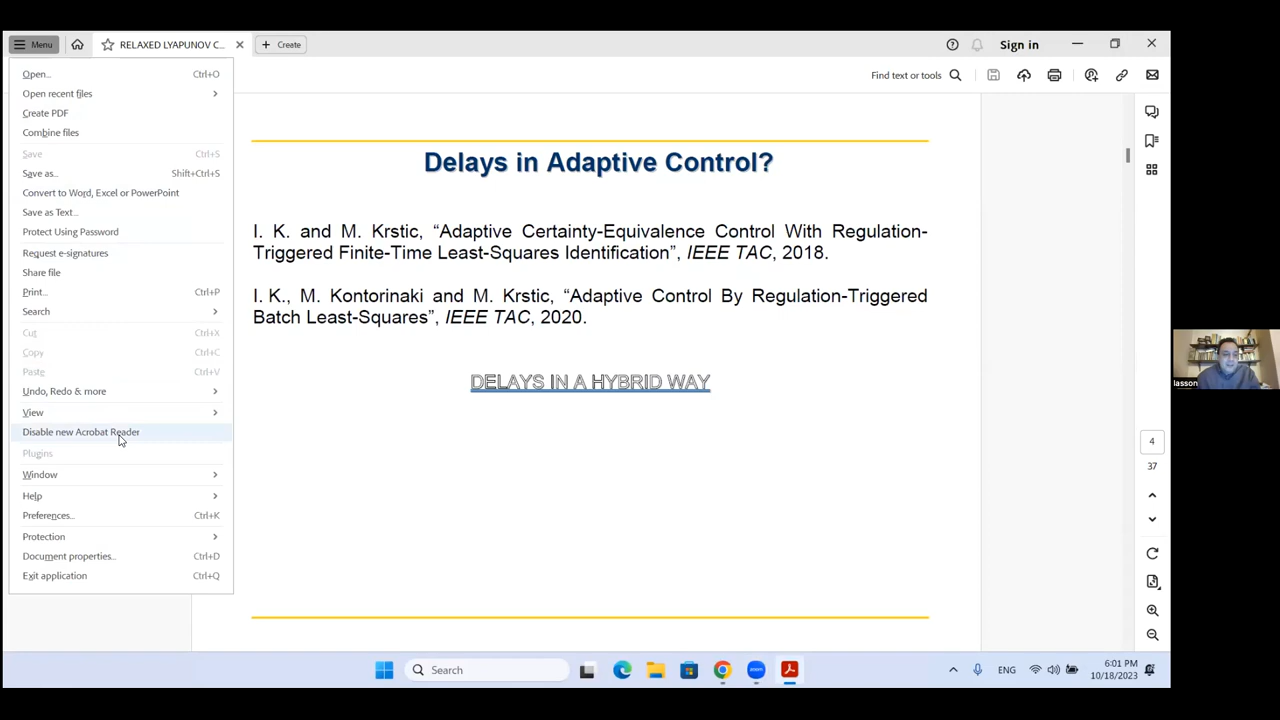 Menu
RELAXED LYAPUNOV C...
Create
Sign in
Find text or tools
Open... Ctrl+O
Open recent files
Create PDF
Combine files
Save Ctrl+S
Save as... Shift+Ctrl+S
Convert to Word, Excel or PowerPoint
Save as Text...
Protect Using Password
Request e-signatures
Share file
Print... Ctrl+P
Search
Cut Ctrl+X
Copy Ctrl+C
Paste Ctrl+V
Undo, Redo & more
View
Disable new Acrobat Reader
Plugins
Window
Help
Preferences... Ctrl+K
Protection
Document properties... Ctrl+D
Exit application Ctrl+Q
Delays in Adaptive Control?
I. K. and M. Krstic, “Adaptive Certainty-Equivalence Control With Regulation-
Triggered Finite-Time Least-Squares Identification”, IEEE TAC, 2018.
I. K., M. Kontorinaki and M. Krstic, “Adaptive Control By Regulation-Triggered
Batch Least-Squares”, IEEE TAC, 2020.
DELAYS IN A HYBRID WAY
4
37
lasson
Search
ENG
6:01 PM
10/18/2023